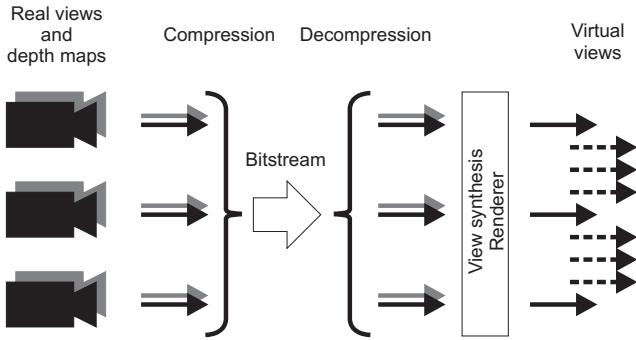 Real views
and
depth maps
Compression
Decompression
Virtual
views
Bitstream
View synthesis
Renderer